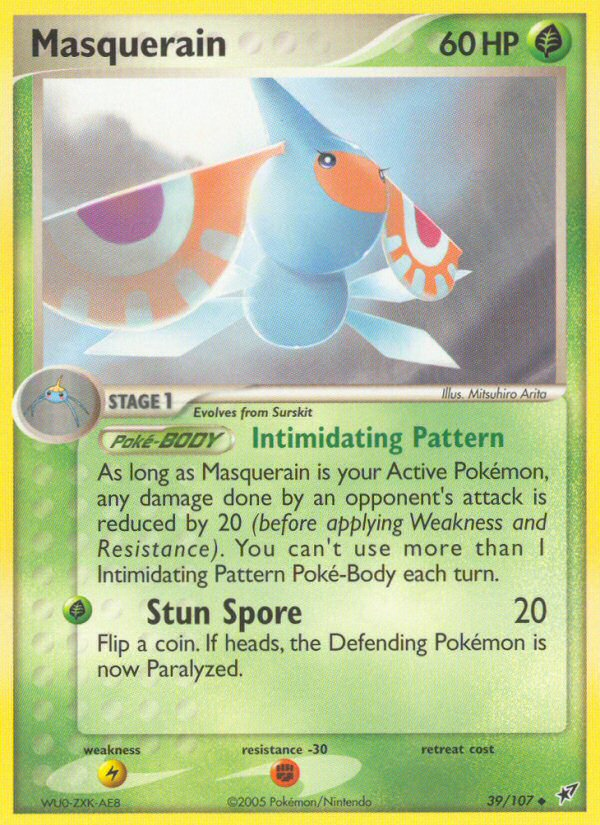 Masquerain 60 HP
Illus. Mitsuhiro Arita
STAGE 1
Evolves from Surskit
Poké-BODY Intimidating Pattern
As long as Masquerain is your Active Pokémon,
any damage done by an opponent's attack is
reduced by 20 (before applying Weakness and
Resistance). You can't use more than 1
Intimidating Pattern Poké-Body each turn.
Stun Spore 20
Flip a coin. If heads, the Defending Pokémon is
now Paralyzed.
weakness resistance -30 retreat cost
WU0-ZXK-AE8 ©2005 Pokémon/Nintendo 39/107